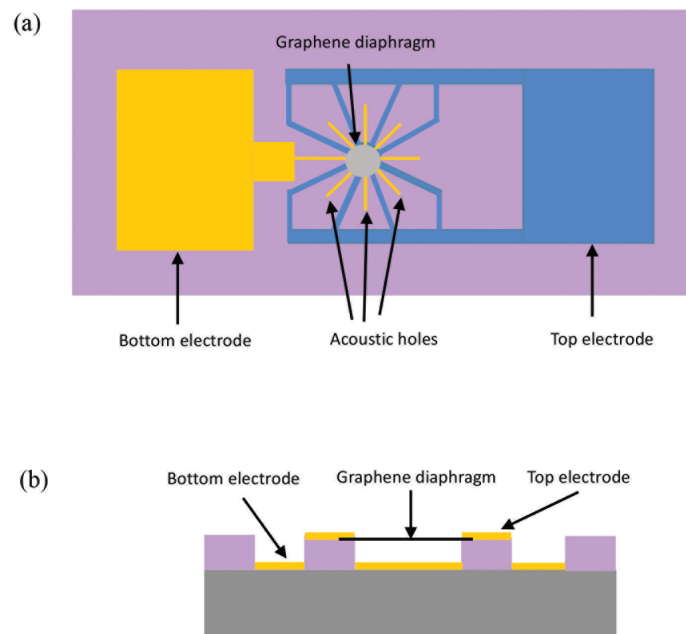 (a)
Graphene diaphragm
Bottom electrode
Acoustic holes
Top electrode
(b)
Bottom electrode
Graphene diaphragm
Top electrode